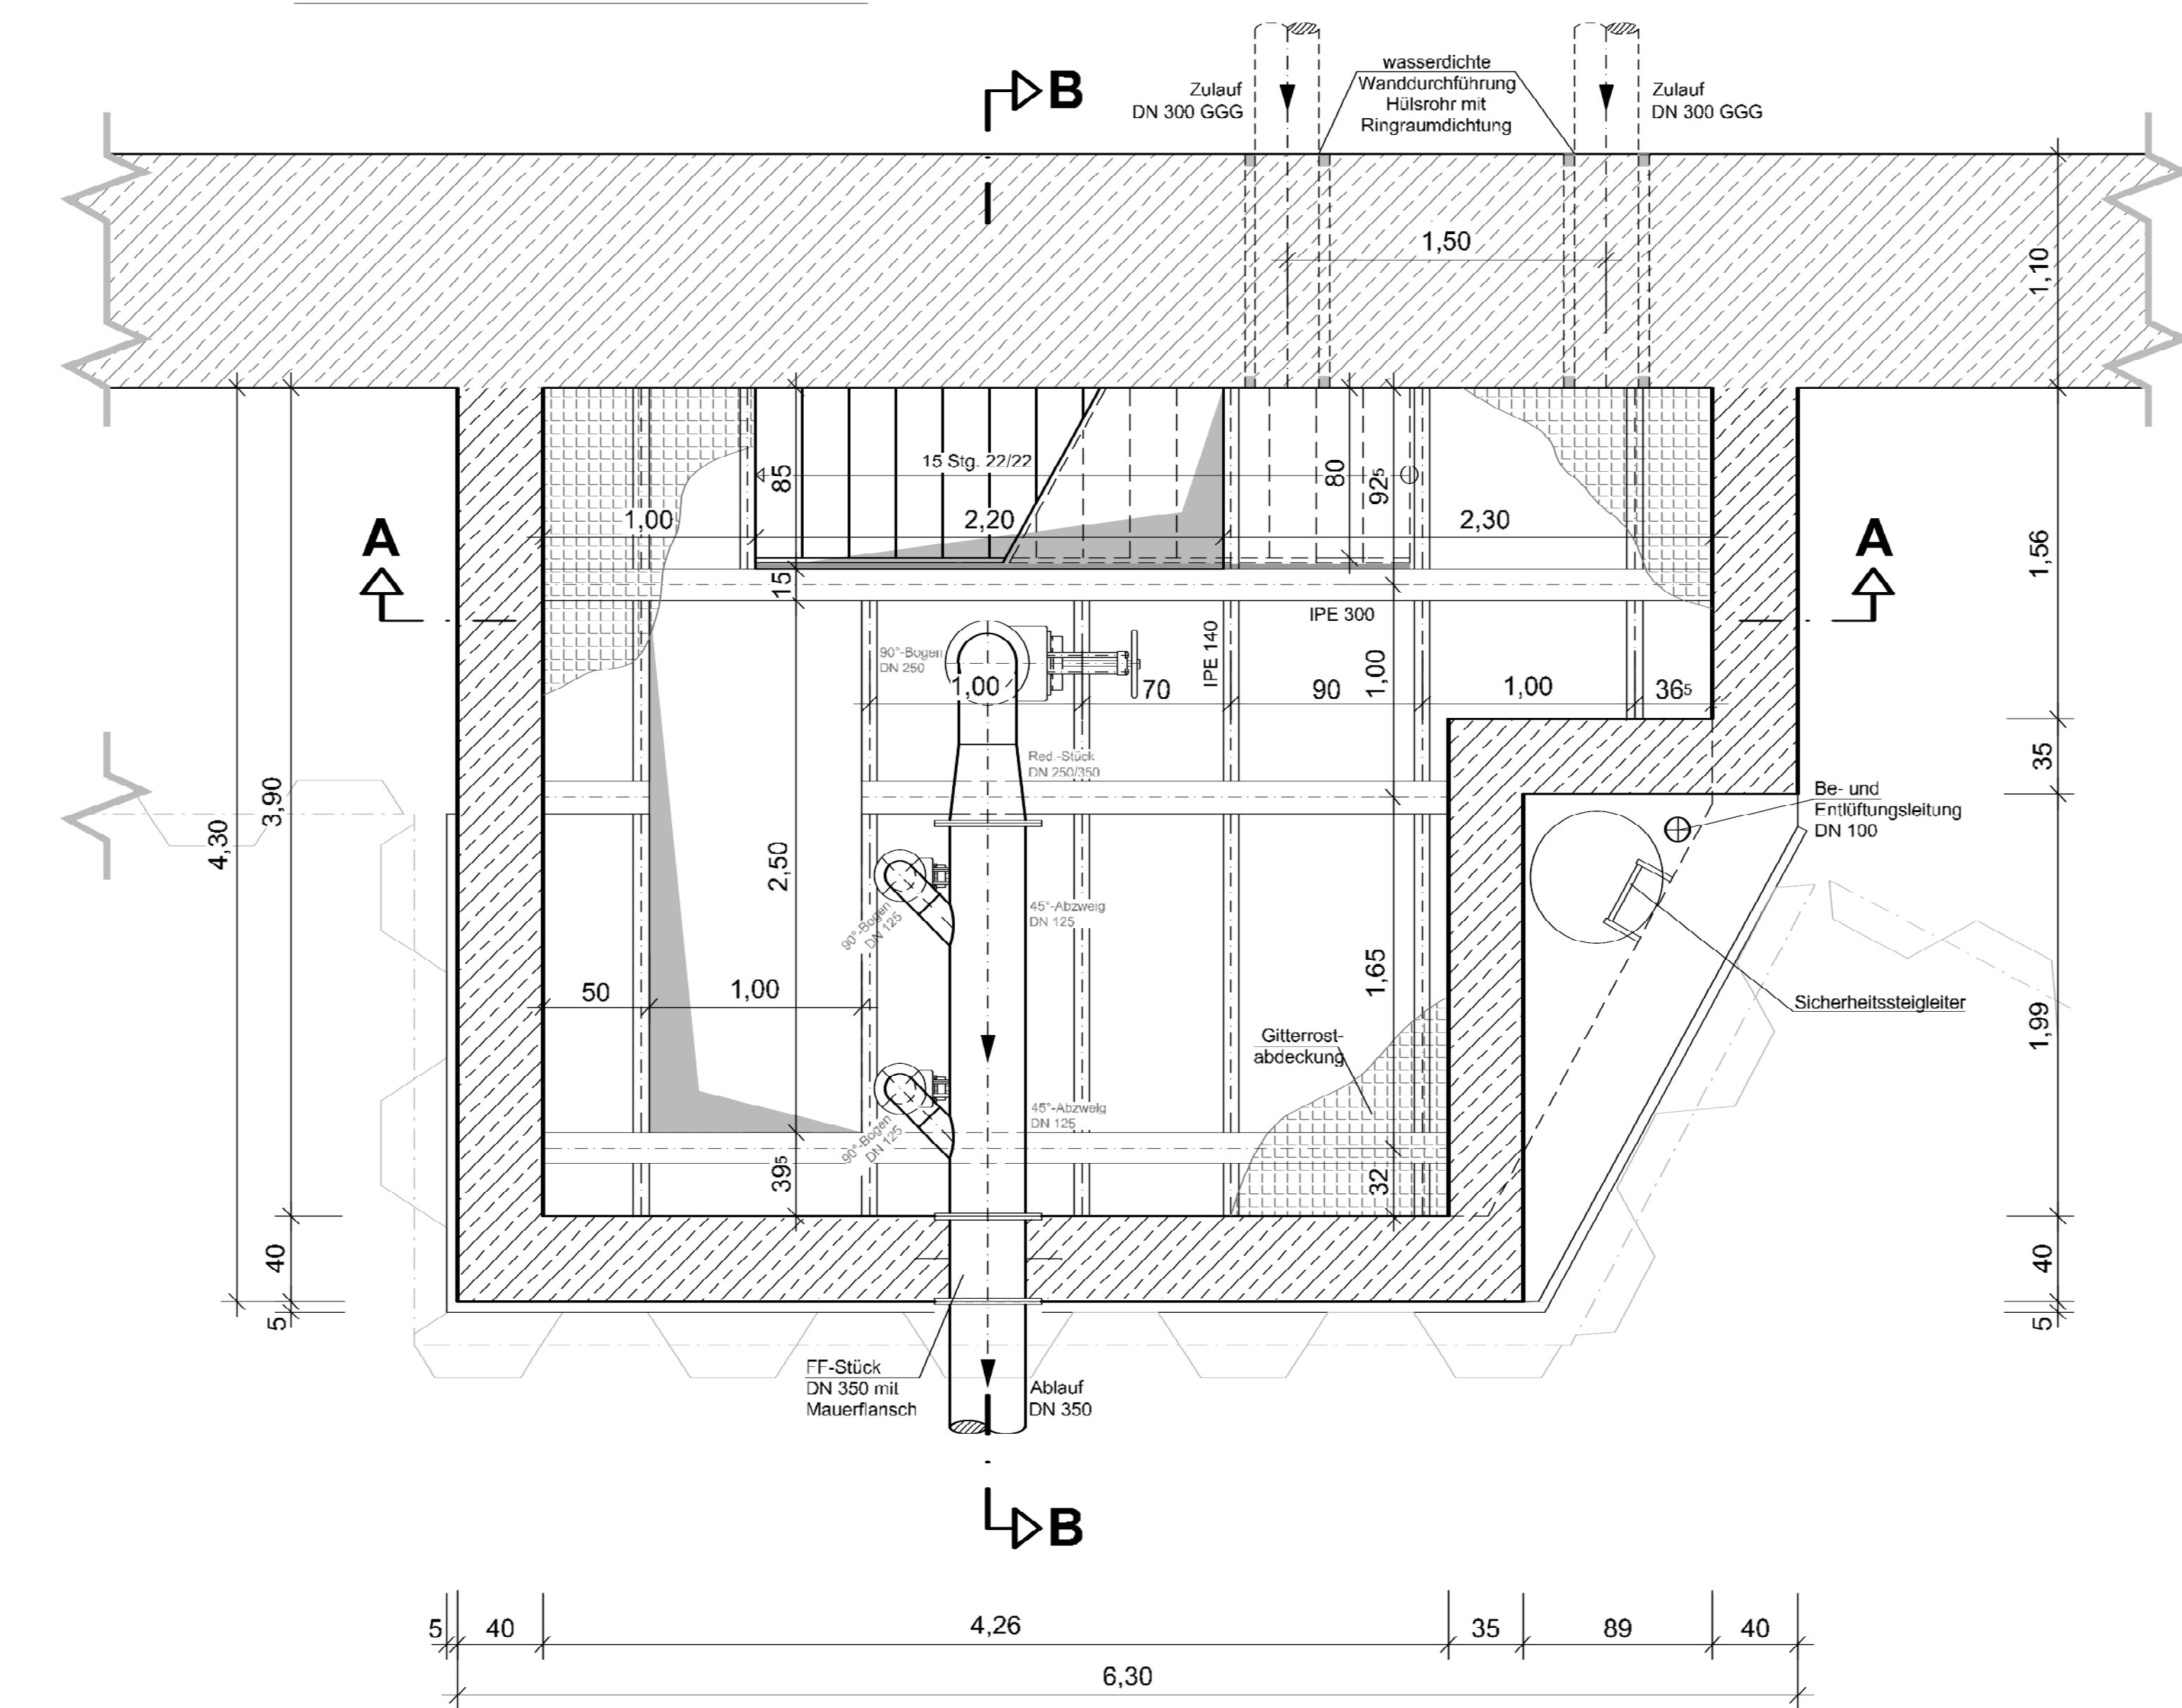 B
Zulauf
DN 300 GGG
wasserdichte
Wanddurchführung
Hülsrohr mit
Ringraumdichtung
Zulauf
DN 300 GGG
1,50
1,10
15 Stg. 22/22
85
80
92⁵
1,00
2,20
2,30
A
A
1,56
15
IPE 300
IPE 140
90°-Bogen
DN 250
1,00
70
90
1,00
1,00
36⁵
Red.-Stück
DN 250/350
35
Be- und
Entlüftungsleitung
DN 100
3,90
4,30
2,50
90°-Bogen
DN 125
45°-Abzweig
DN 125
1,65
50
1,00
Sicherheitssteigleiter
1,99
Gitterrost-
abdeckung
90°-Bogen
DN 125
45°-Abzweig
DN 125
39⁵
32
40
40
5
5
FF-Stück
DN 350 mit
Mauerflansch
Ablauf
DN 350
B
5
40
4,26
35
89
40
6,30